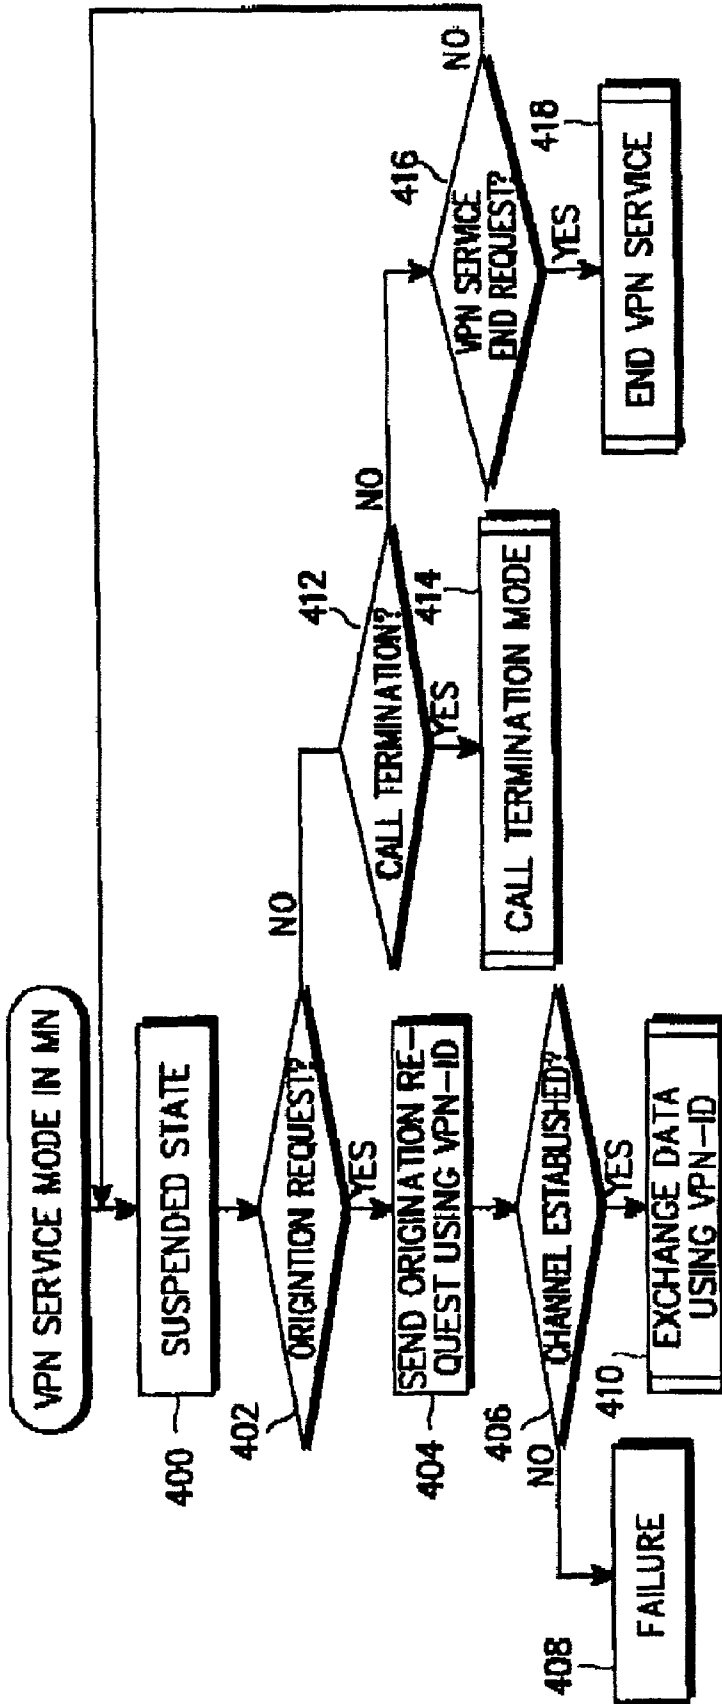 VPN SERVICE MODE IN MN
SUSPENDED STATE
400
ORIGINTION REQUEST?
402
NO
YES
SEND ORIGINATION RE-
QUEST USING VPN-ID
404
CHANNEL ESTABLISHED?
406
NO
YES
FAILURE
408
EXCHANGE DATA
USING VPN-ID
410
CALL TERMINATION?
412
NO
YES
CALL TERMINATION MODE
414
VPN SERVICE
END REQUEST?
416
NO
YES
END VPN SERVICE
418